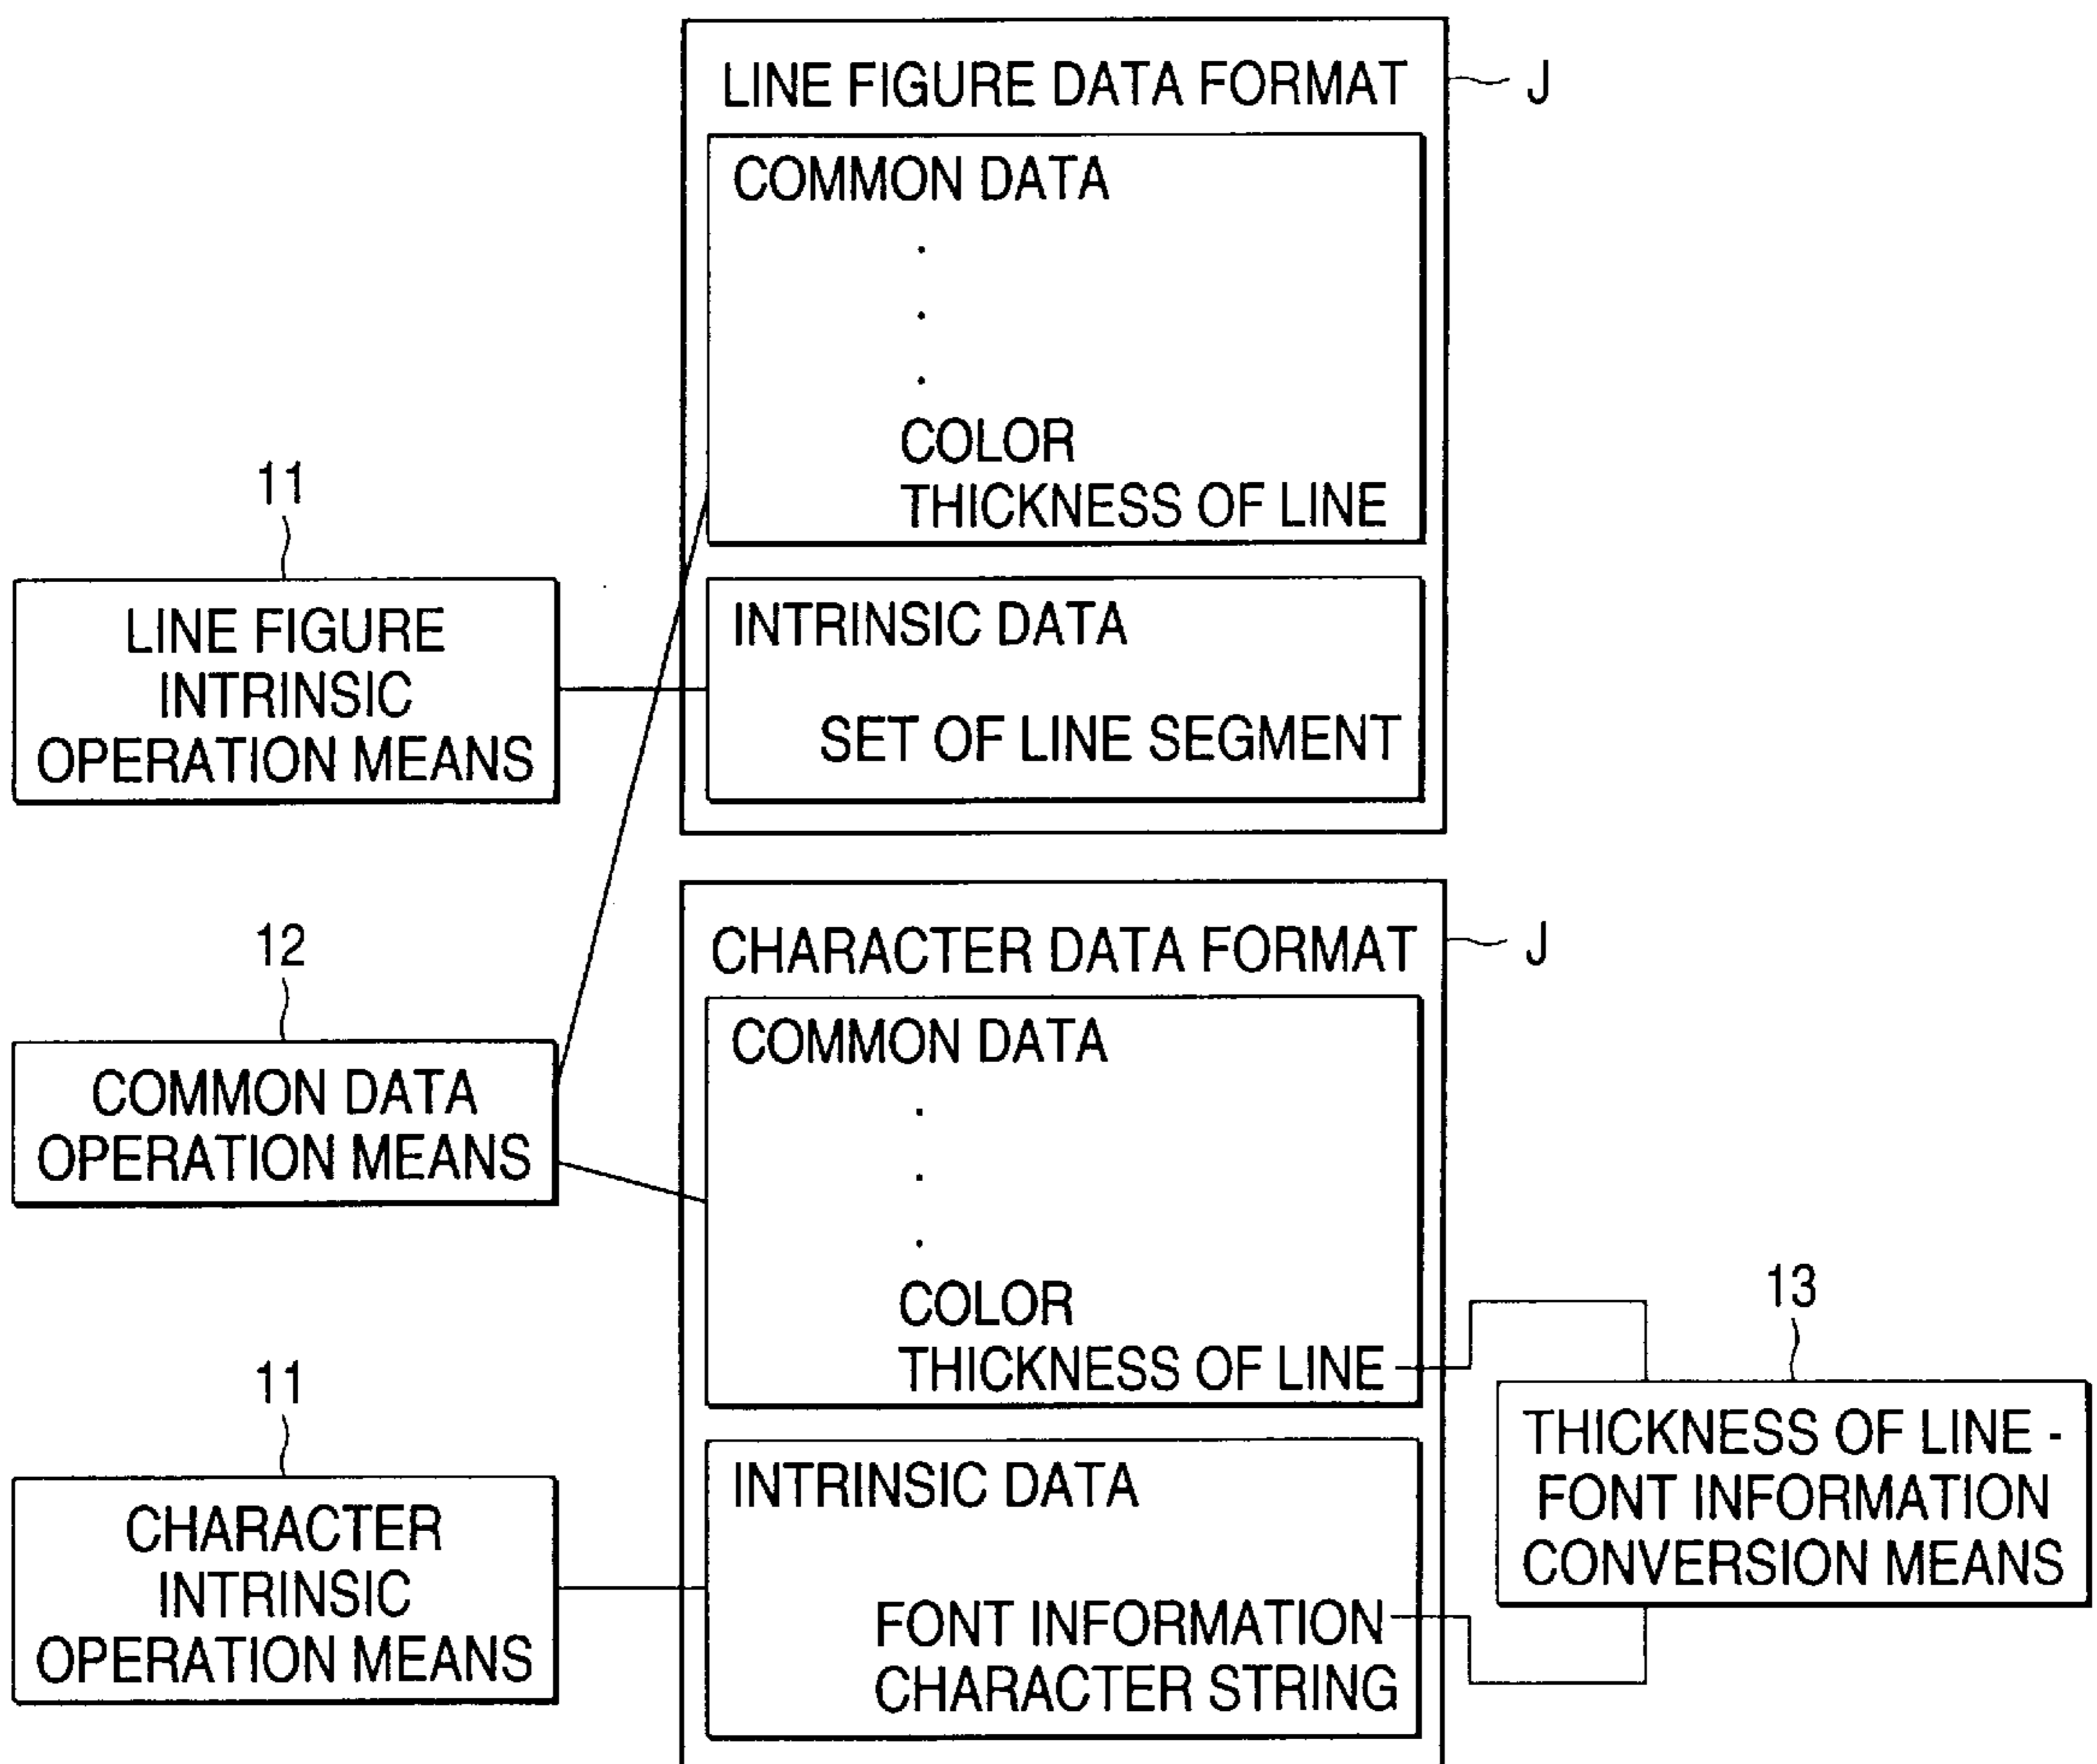 LINE FIGURE DATA FORMAT
J
COMMON DATA
.
.
.
COLOR
THICKNESS OF LINE
11
LINE FIGURE
INTRINSIC
OPERATION MEANS
INTRINSIC DATA
SET OF LINE SEGMENT
12
COMMON DATA
OPERATION MEANS
CHARACTER DATA FORMAT
J
COMMON DATA
.
.
.
COLOR
THICKNESS OF LINE
13
THICKNESS OF LINE -
FONT INFORMATION
CONVERSION MEANS
11
CHARACTER
INTRINSIC
OPERATION MEANS
INTRINSIC DATA
FONT INFORMATION
CHARACTER STRING